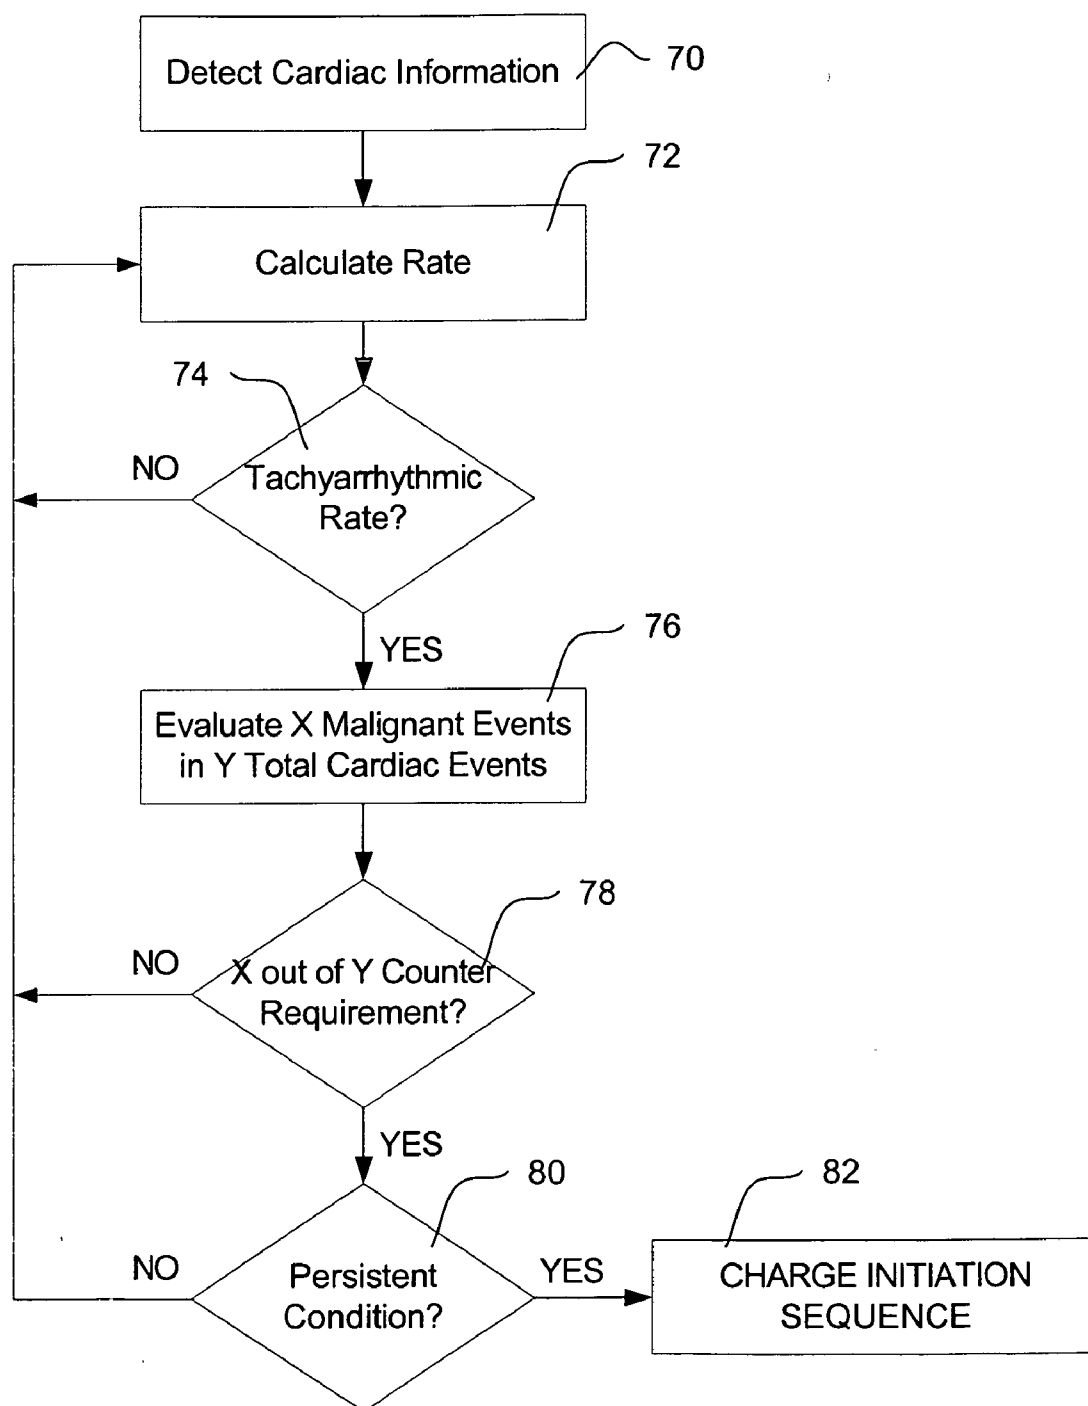 Detect Cardiac Information
70
72
Calculate Rate
74
NO
Tachyarrhythmic
Rate?
YES
76
Evaluate X Malignant Events
in Y Total Cardiac Events
78
NO
X out of Y Counter
Requirement?
YES
80
82
NO
Persistent
Condition?
YES
CHARGE INITIATION
SEQUENCE